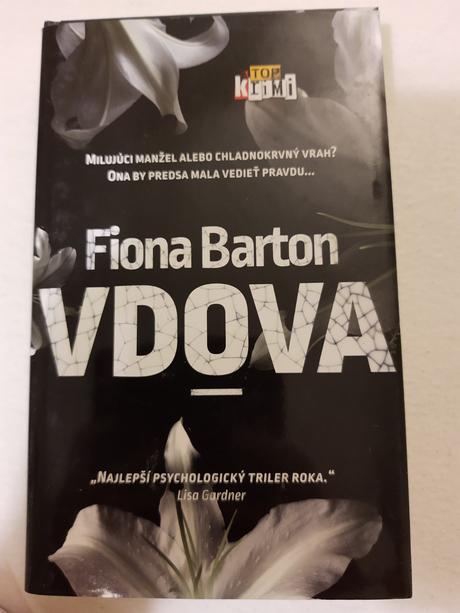 TOP
KRIMI
MILUJÚCI MANŽEL ALEBO CHLADNOKRVNÝ VRAH?
ONA BY PREDSA MALA VEDIEŤ PRAVDU...
Fiona Barton
VDOVA
„NAJLEPŠÍ PSYCHOLOGICKÝ TRILER ROKA.“
Lisa Gardner